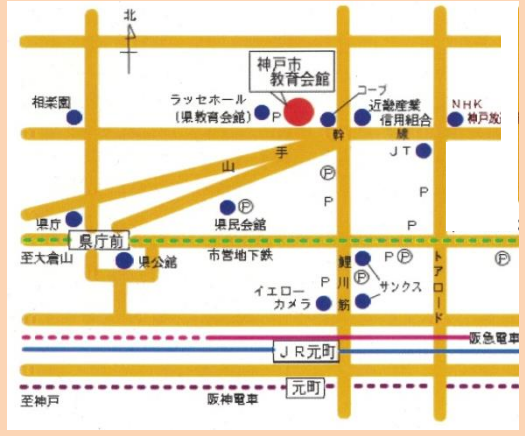 北
神戸市
教育会館
ラッセホール
(県教育会館)
P
コープ
近畿産業
信用組合
NHK
相楽園
幹
線
手
山
JT
P
P
P
P
県庁
県民会館
P
県庁前
至大倉山
県公館
市営地下鉄
鯉
川
筋
P
P
P
P
P
サンクス
イエロー
カメラ
トアロード
阪急電車
JR元町
元町
至神戸
阪神電車